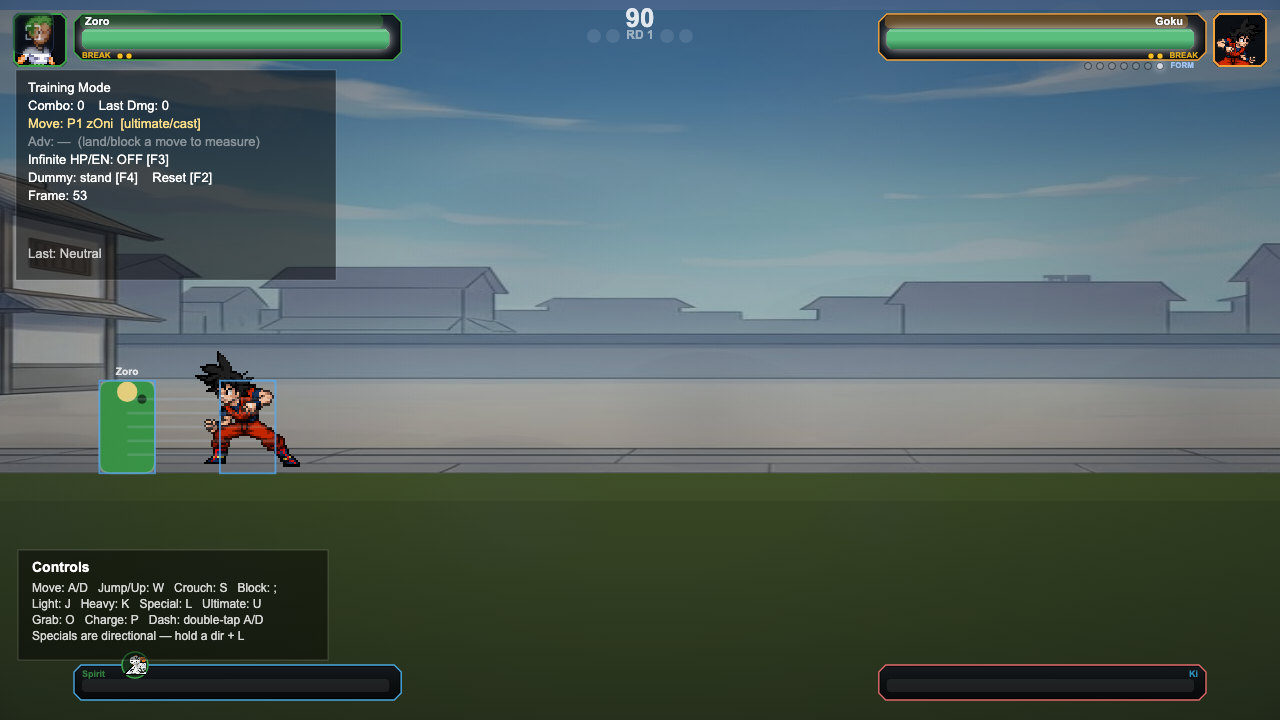 90
RD 1
Zoro
BREAK
Goku
BREAK
FORM
Training Mode
Combo: 0    Last Dmg: 0
Move: P1 zOni  [ultimate/cast]
Adv: —  (land/block a move to measure)
Infinite HP/EN: OFF [F3]
Dummy: stand [F4]    Reset [F2]
Frame: 53
Last: Neutral
Zoro
Controls
Move: A/D   Jump/Up: W   Crouch: S   Block: ;
Light: J   Heavy: K   Special: L   Ultimate: U
Grab: O   Charge: P   Dash: double-tap A/D
Specials are directional — hold a dir + L
Spirit
Ki